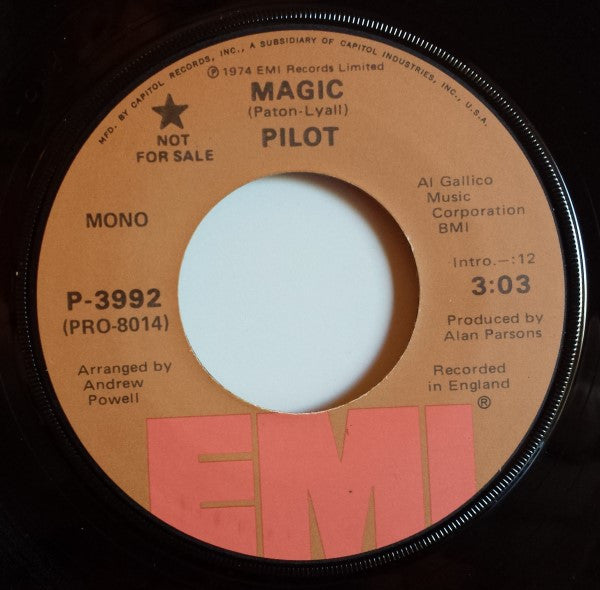 MFD. BY CAPITOL RECORDS, INC., A SUBSIDIARY OF CAPITOL INDUSTRIES, INC., U.S.A.
℗ 1974 EMI Records Limited
MAGIC
(Paton-Lyall)
PILOT
NOT
FOR SALE
MONO
Al Gallico
Music
Corporation
BMI
Intro.–:12
3:03
P-3992
(PRO-8014)
Produced by
Alan Parsons
Arranged by
Andrew
Powell
Recorded
in England
EMI
®